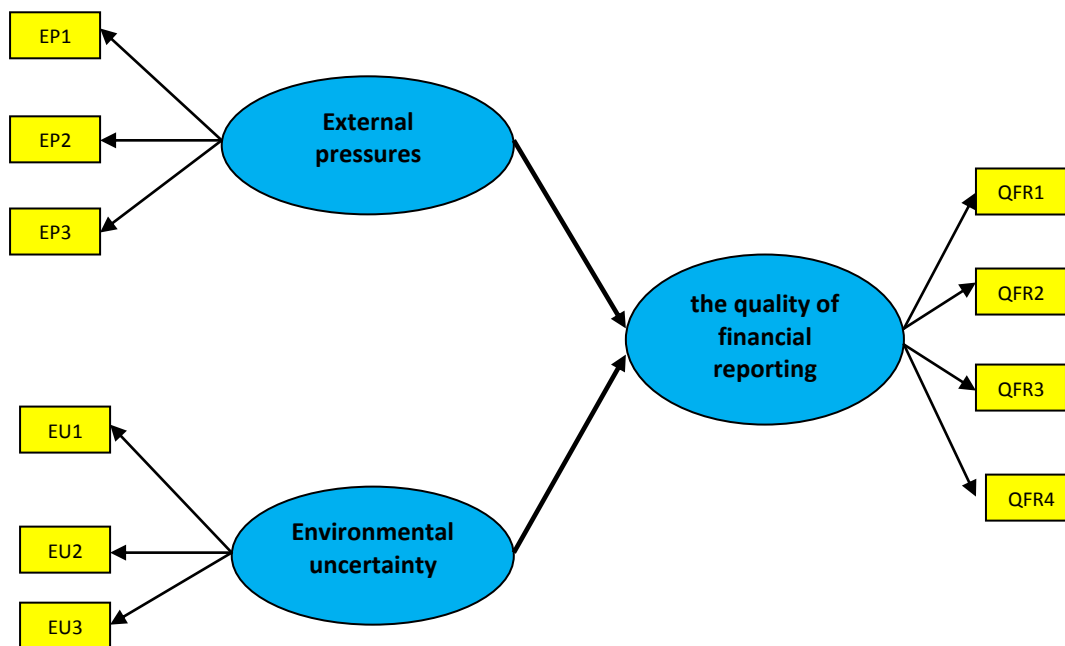 EP1
EP2
EP3
External
pressures
QFR1
QFR2
QFR3
QFR4
the quality of
financial
reporting
EU1
EU2
EU3
Environmental
uncertainty